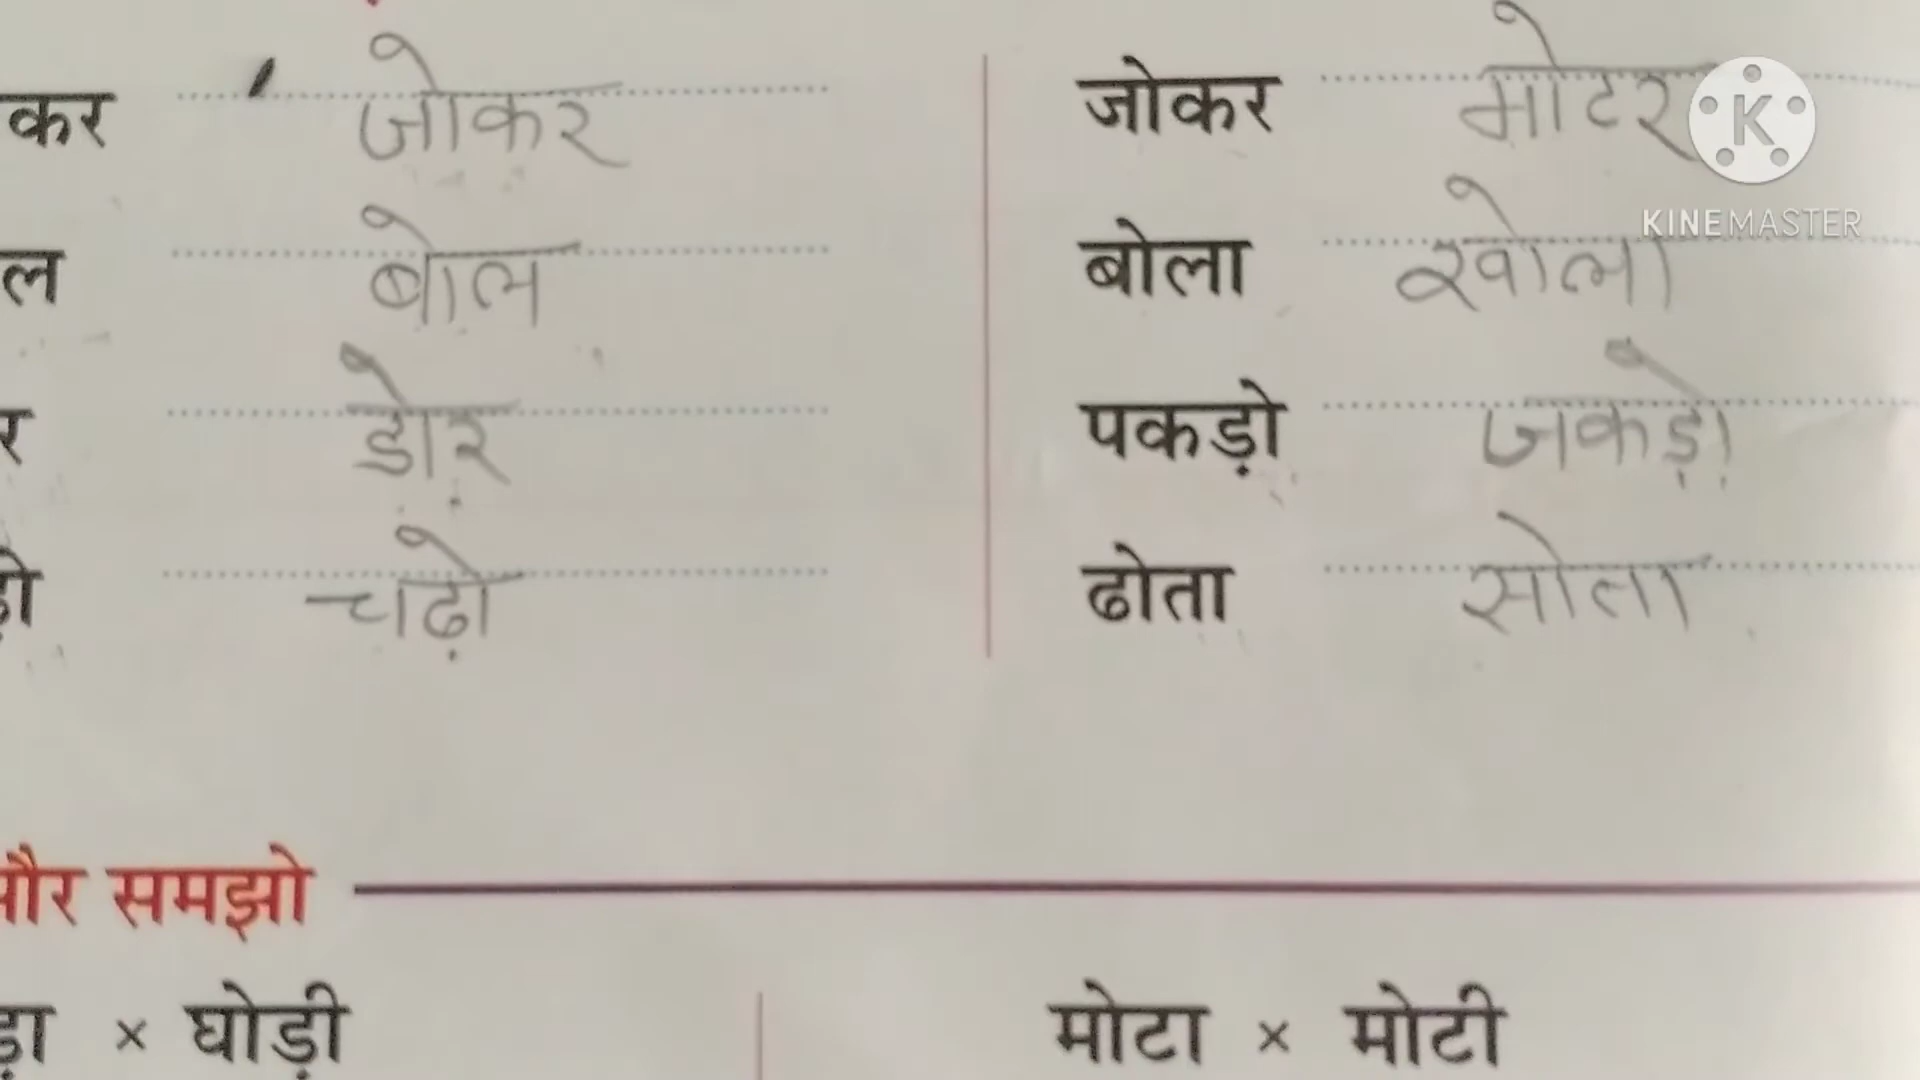 कर जोकर जोकर मोटर
ल बोल बोला खोला
र डोर पकड़ो जकड़ो
ड़ो चढ़ो ढोता सोता
और समझो
ड़ा × घोड़ी मोटा × मोटी
KINEMASTER